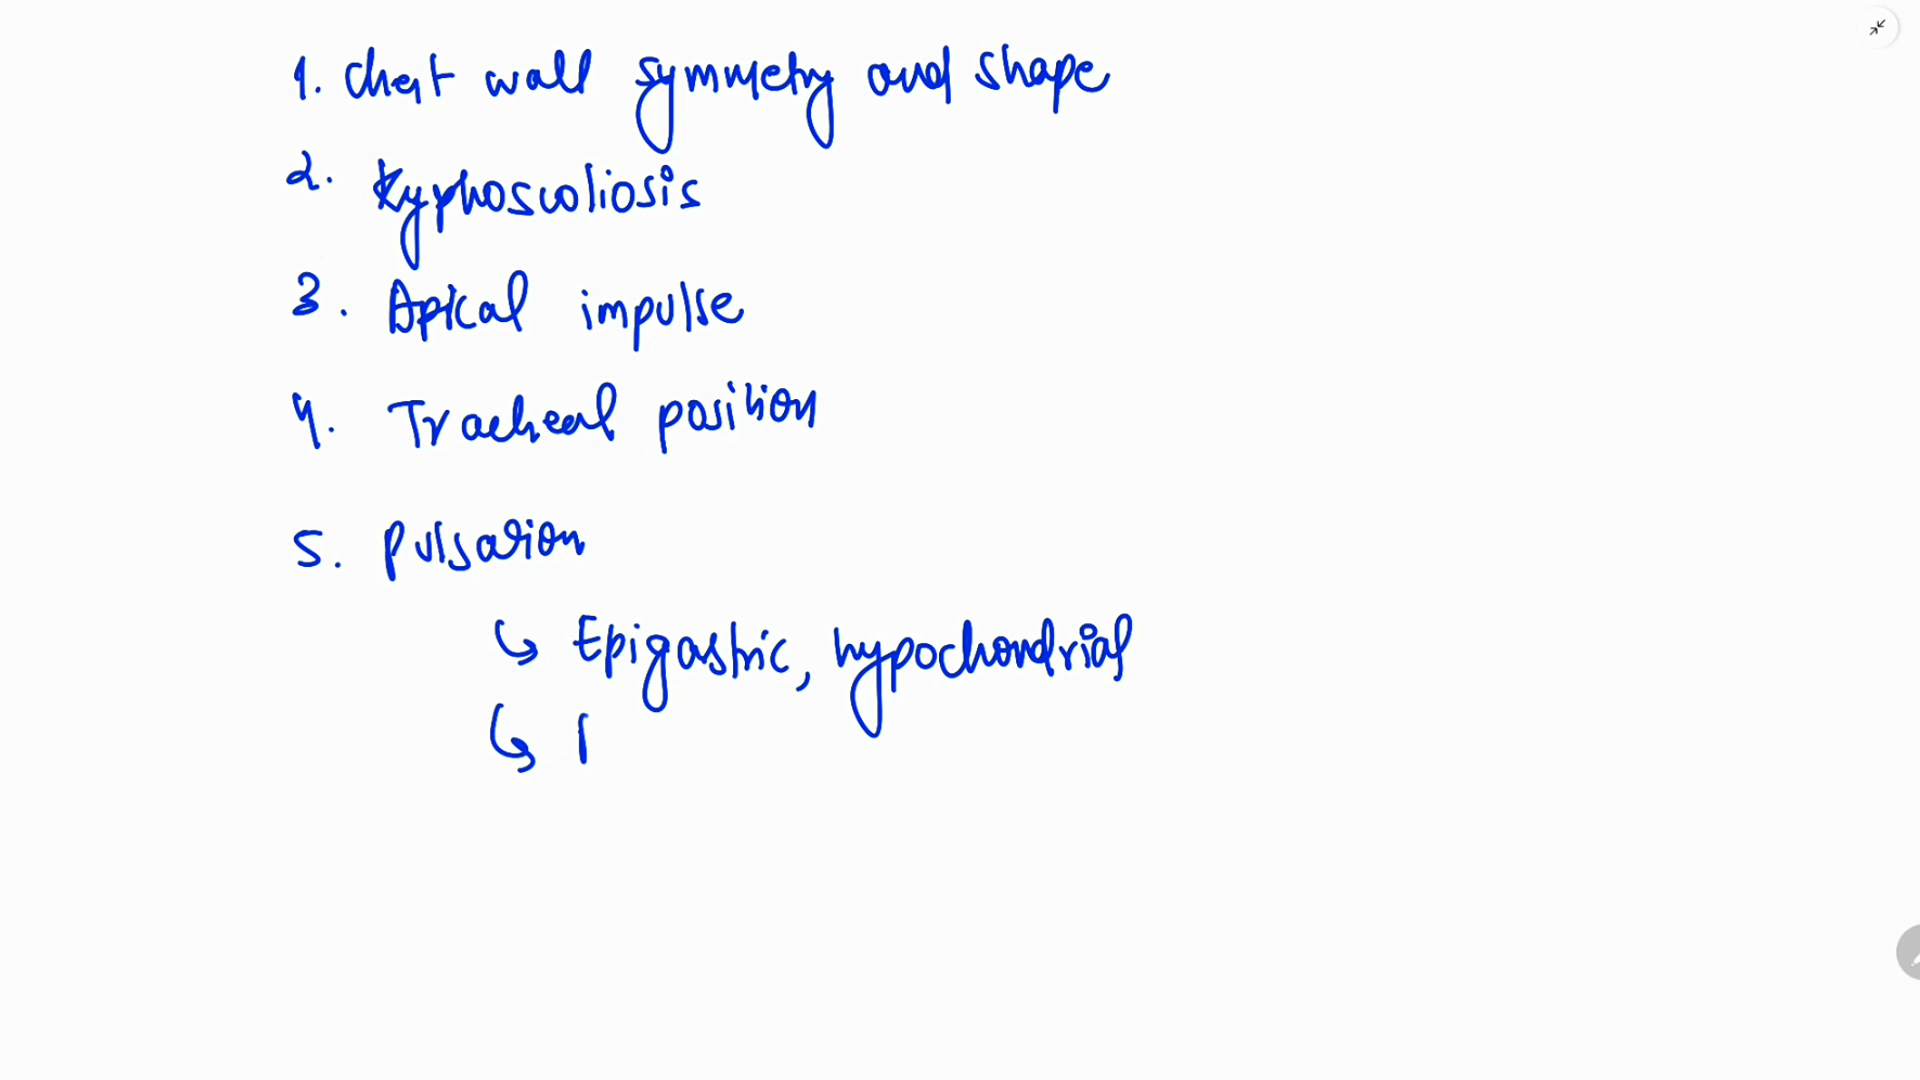 1. Chest wall symmetry and shape
2. Kyphoscoliosis
3. Apical impulse
4. Tracheal position
5. Pulsation
↳ Epigastric, hypochondrial
↳